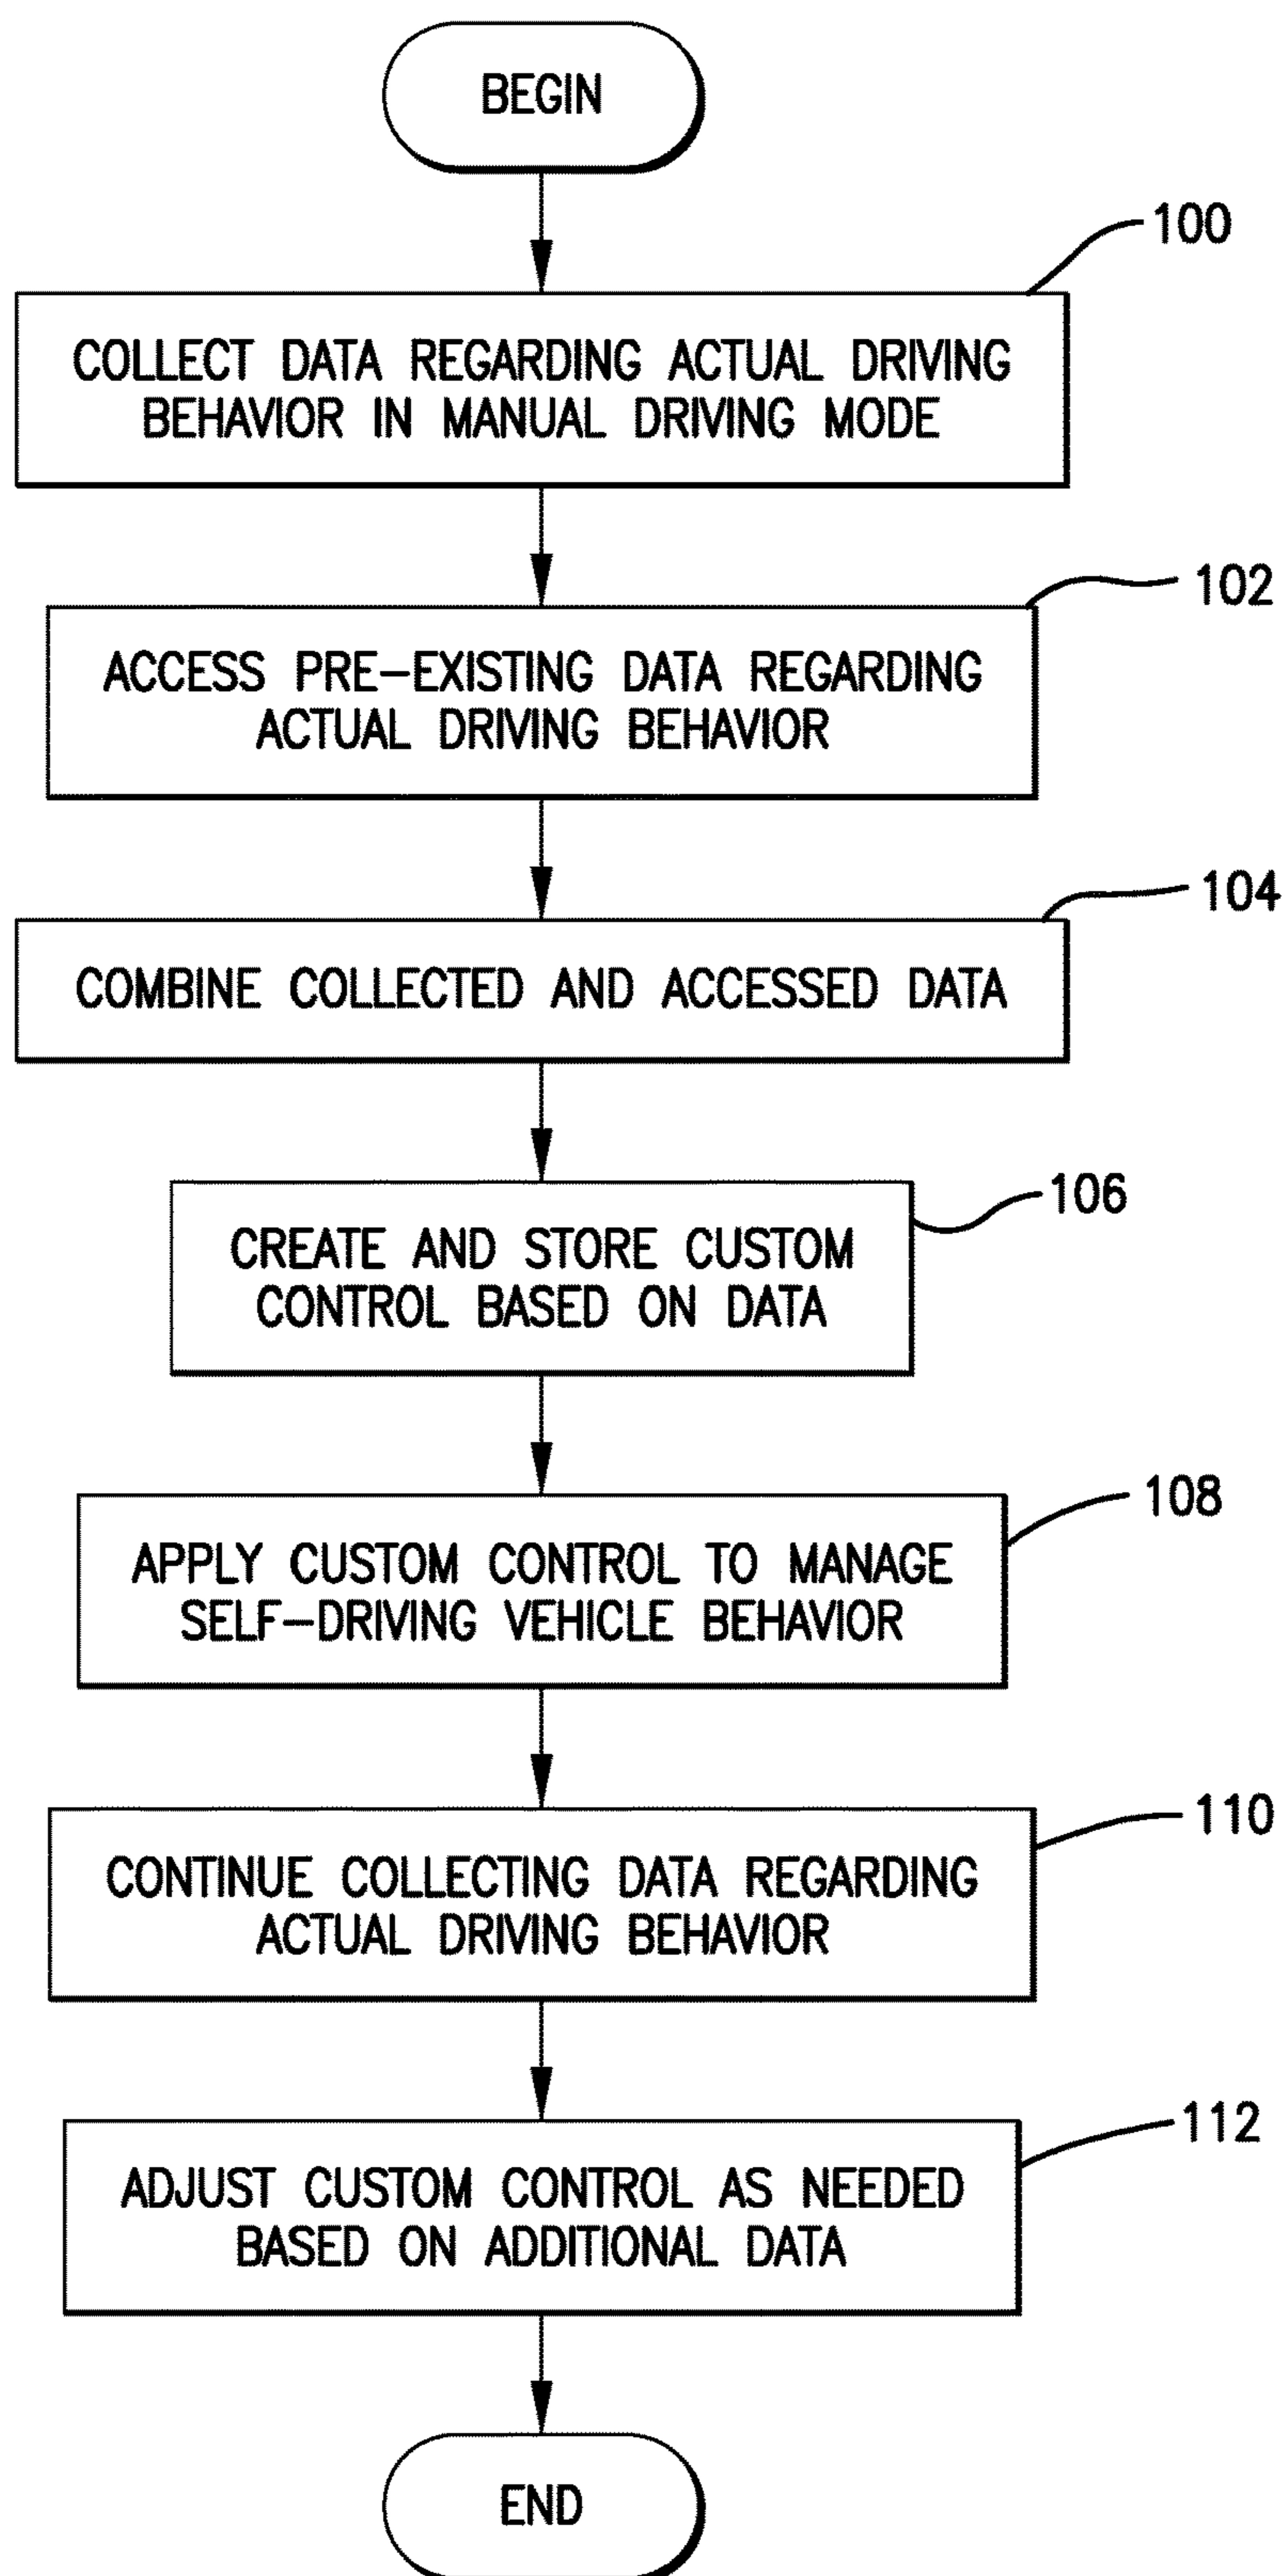 BEGIN
100
COLLECT DATA REGARDING ACTUAL DRIVING
BEHAVIOR IN MANUAL DRIVING MODE
102
ACCESS PRE-EXISTING DATA REGARDING
ACTUAL DRIVING BEHAVIOR
104
COMBINE COLLECTED AND ACCESSED DATA
106
CREATE AND STORE CUSTOM
CONTROL BASED ON DATA
108
APPLY CUSTOM CONTROL TO MANAGE
SELF-DRIVING VEHICLE BEHAVIOR
110
CONTINUE COLLECTING DATA REGARDING
ACTUAL DRIVING BEHAVIOR
112
ADJUST CUSTOM CONTROL AS NEEDED
BASED ON ADDITIONAL DATA
END